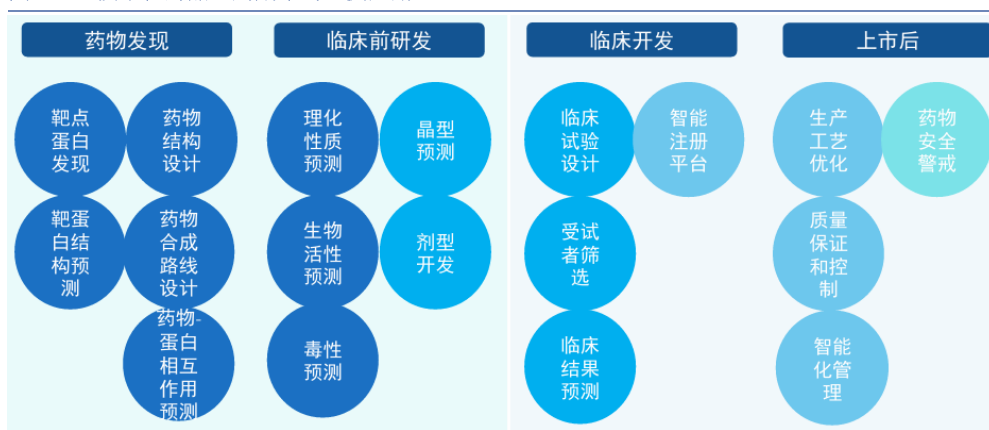 药物发现
临床前研发
临床开发
上市后
靶点
蛋白
发现
药物
结构
设计
靶蛋
白结
构预
测
药物
合成
路线
设计
药物-
蛋白
相互
作用
预测
理化
性质
预测
晶型
预测
生物
活性
预测
剂型
开发
毒性
预测
临床
试验
设计
智能
注册
平台
受试
者筛
选
临床
结果
预测
生产
工艺
优化
药物
安全
警戒
质量
保证
和控
制
智能
化管
理